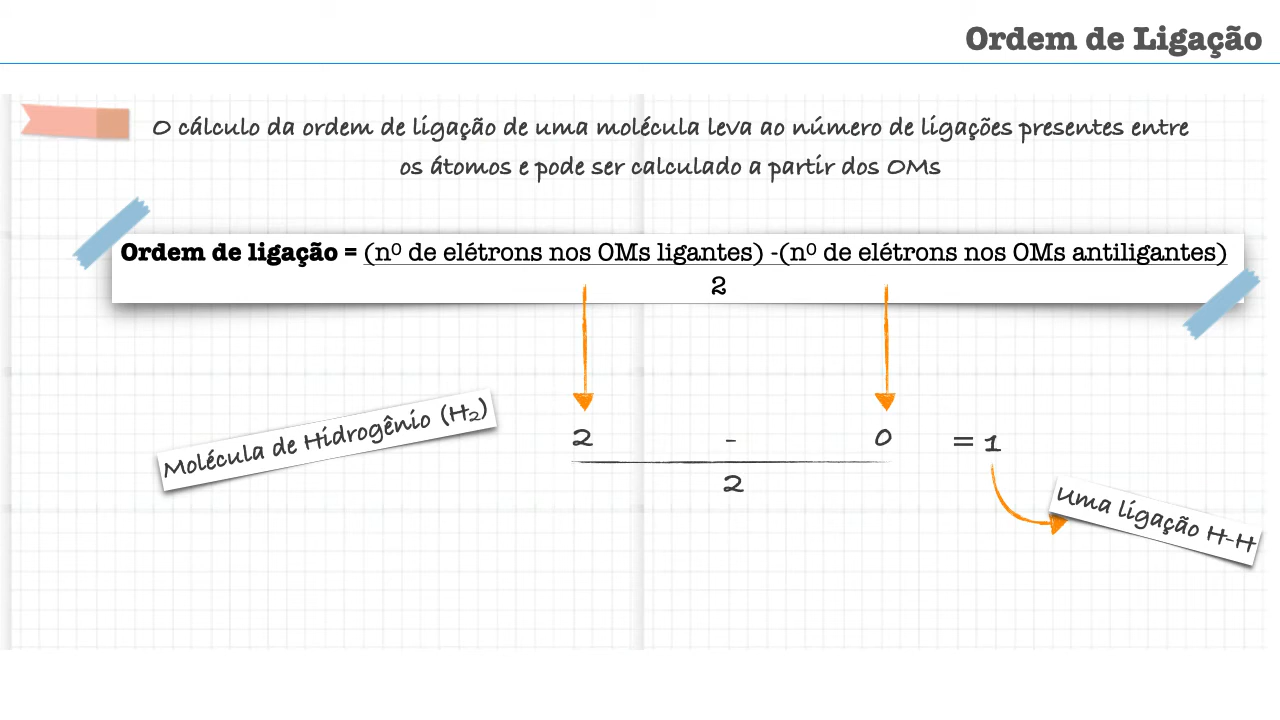 Ordem de Ligação
O cálculo da ordem de ligação de uma molécula leva ao número de ligações presentes entre
os átomos e pode ser calculado a partir dos OMs
Ordem de ligação = (nº de elétrons nos OMs ligantes) -(nº de elétrons nos OMs antiligantes)
2
Molécula de Hidrogênio (H₂)
2 - 0 = 1
2
Uma ligação H-H